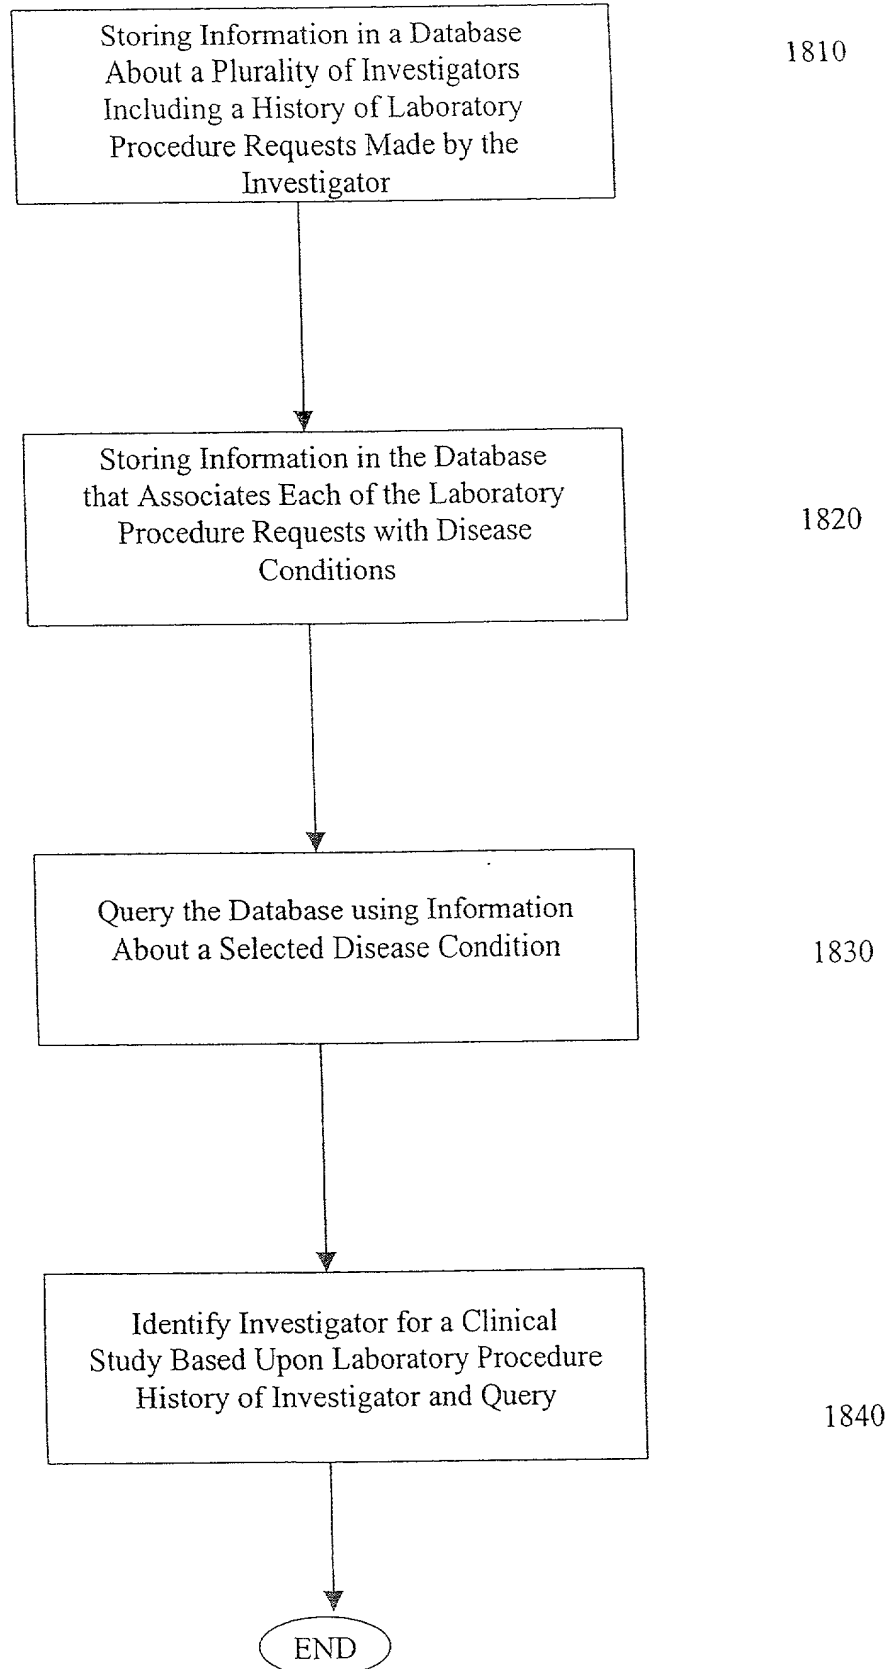 Storing Information in a Database
About a Plurality of Investigators
Including a History of Laboratory
Procedure Requests Made by the
Investigator
1810
Storing Information in the Database
that Associates Each of the Laboratory
Procedure Requests with Disease
Conditions
1820
Query the Database using Information
About a Selected Disease Condition
1830
Identify Investigator for a Clinical
Study Based Upon Laboratory Procedure
History of Investigator and Query
1840
END